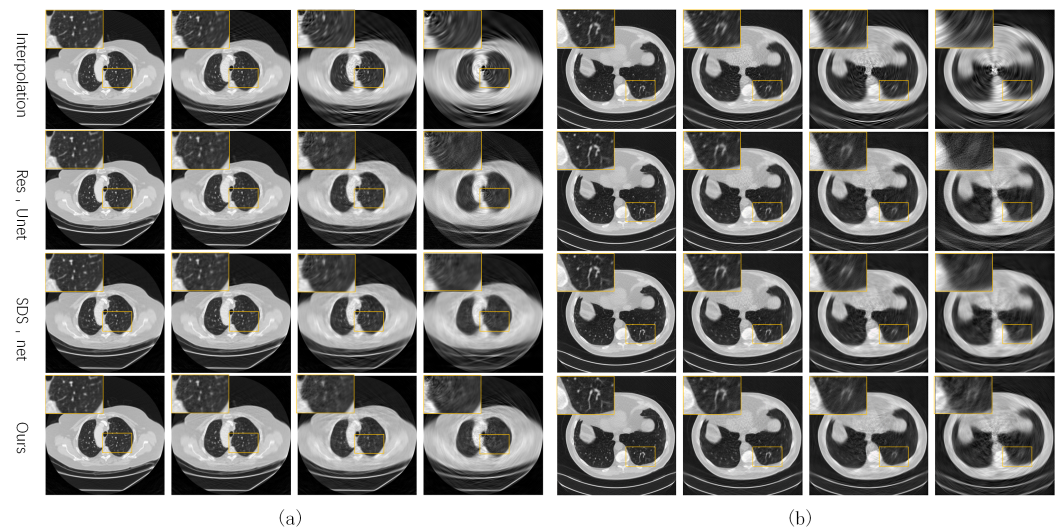 Interpolation
Res , Unet
SDS , net
Ours
(a)
(b)